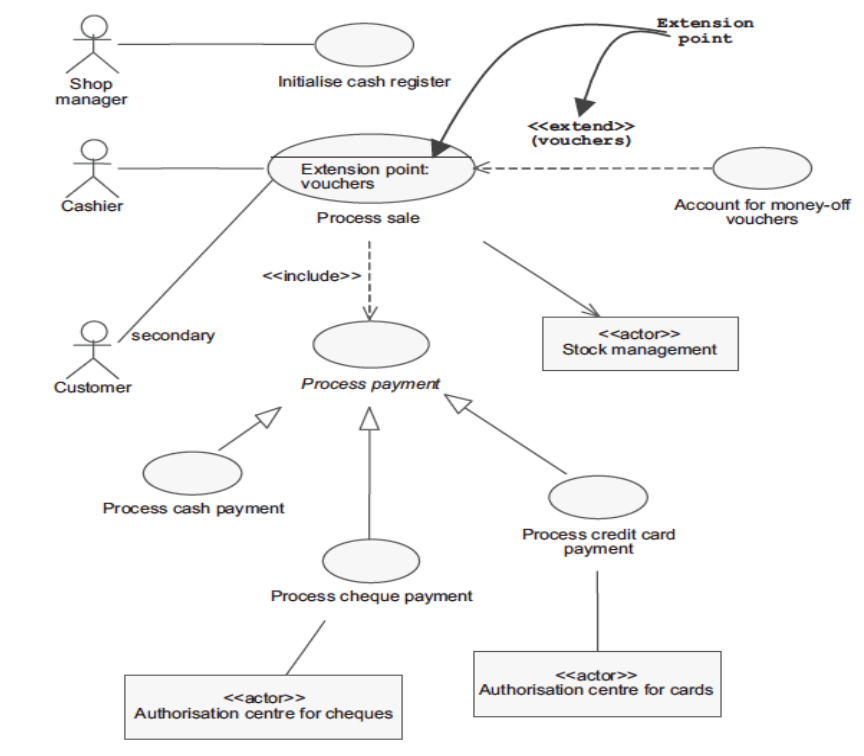 Extension
point
Shop
manager
Initialise cash register
<<extend>>
(vouchers)
Cashier
Extension point:
vouchers
Process sale
Account for money-off
vouchers
<<include>>
secondary
Customer
<<actor>>
Stock management
Process payment
Process cash payment
Process credit card
payment
Process cheque payment
<<actor>>
Authorisation centre for cheques
<<actor>>
Authorisation centre for cards